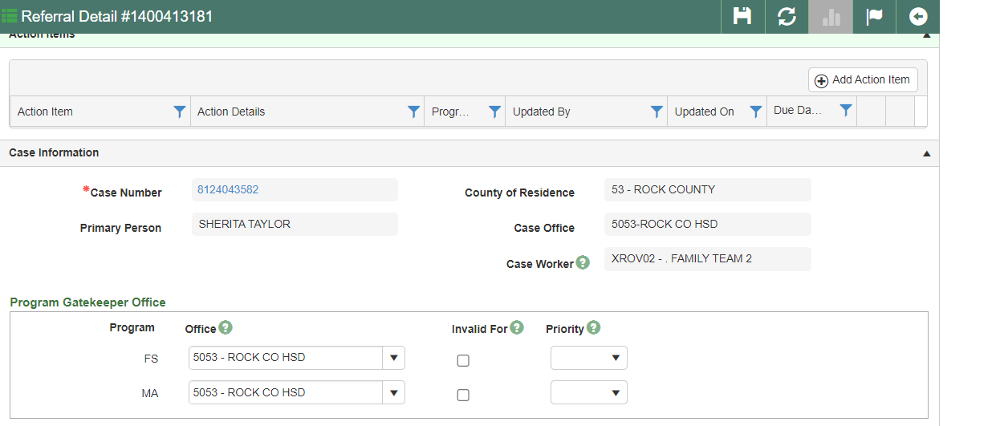 Referral Detail #1400413181
Action Items
Add Action Item
Action Item Action Details Progr... Updated By Updated On Due Da...
Case Information
*Case Number 8124043582 County of Residence 53 - ROCK COUNTY
Primary Person SHERITA TAYLOR Case Office 5053-ROCK CO HSD
Case Worker ? XROV02 - . FAMILY TEAM 2
Program Gatekeeper Office
Program Office ? Invalid For ? Priority ?
FS 5053 - ROCK CO HSD
MA 5053 - ROCK CO HSD